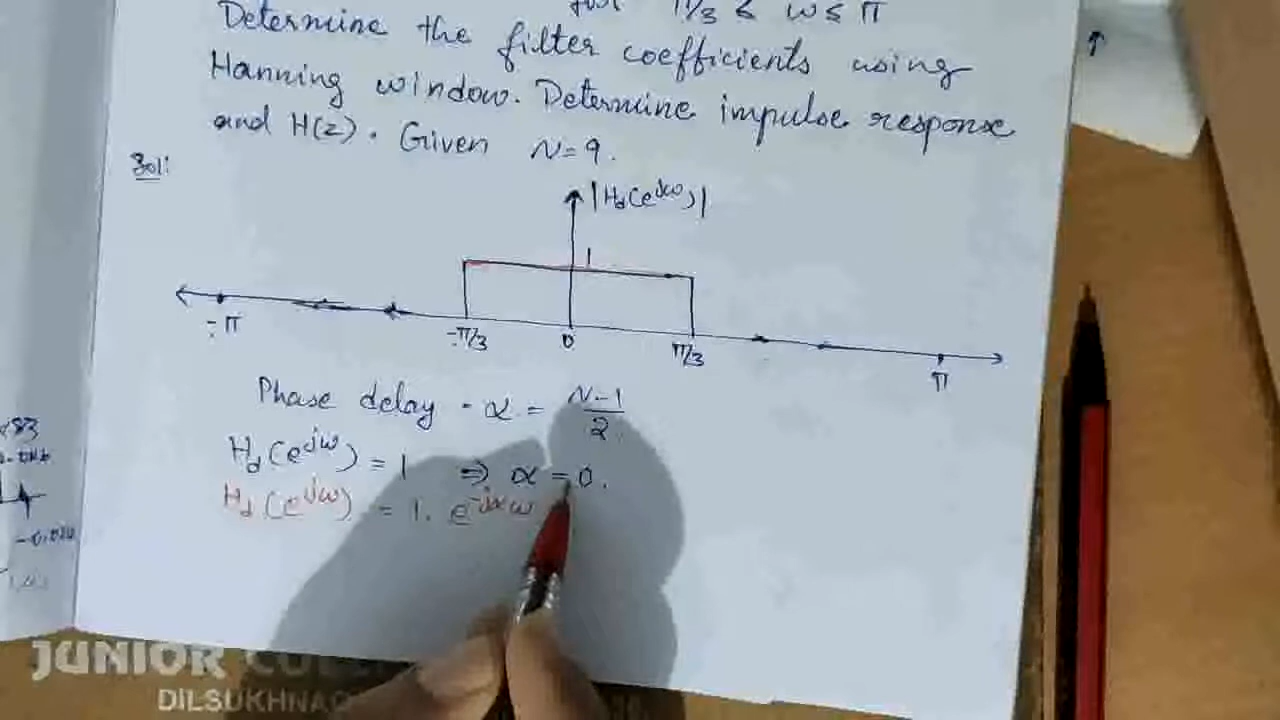 π/3 ≤ ω ≤ π
Determine the filter coefficients using
Hanning window. Determine impulse response
and H(z). Given N=9.
Sol:
|Hd(e^jω)|
1
-π
-π/3
0
π/3
π
Phase delay - α = N-1/2
Hd(e^jω) = 1 ⇒ α = 0.
Hd(e^jω) = 1. e^-jαω
JUNIOR
DILSUKHNA